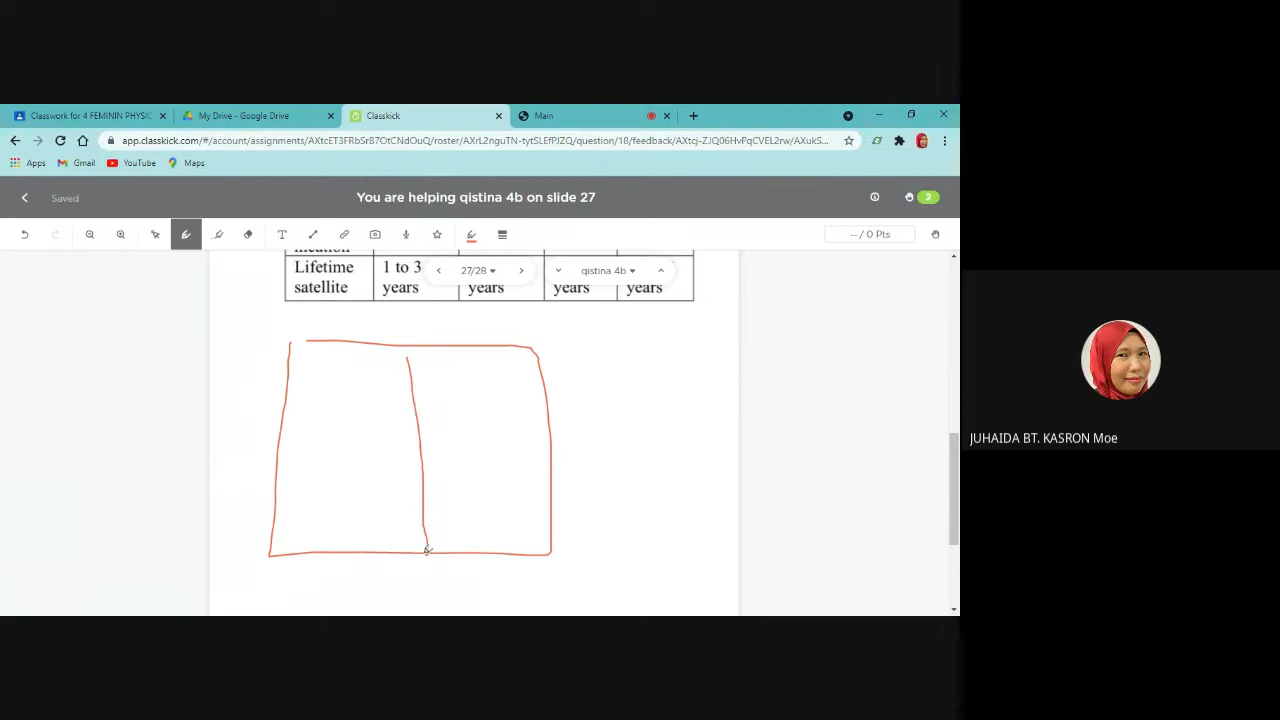 Classwork for 4 FEMININ PHYSIC
My Drive - Google Drive
Classkick
Main
app.classkick.com/#/account/assignments/AXtcET3FRbSrB7OtCNdOuQ/roster/AXrL2nguTN-tytSLEfPJZQ/question/18/feedback/AXtcj-ZJQ06HvPqCVEL2rw/AXukS...
Apps
Gmail
YouTube
Maps
Saved
You are helping qistina 4b on slide 27
2
T
-- / 0 Pts
Lifetime
satellite
1 to 3
years
years
years
years
27/28
qistina 4b
JUHAIDA BT. KASRON Moe